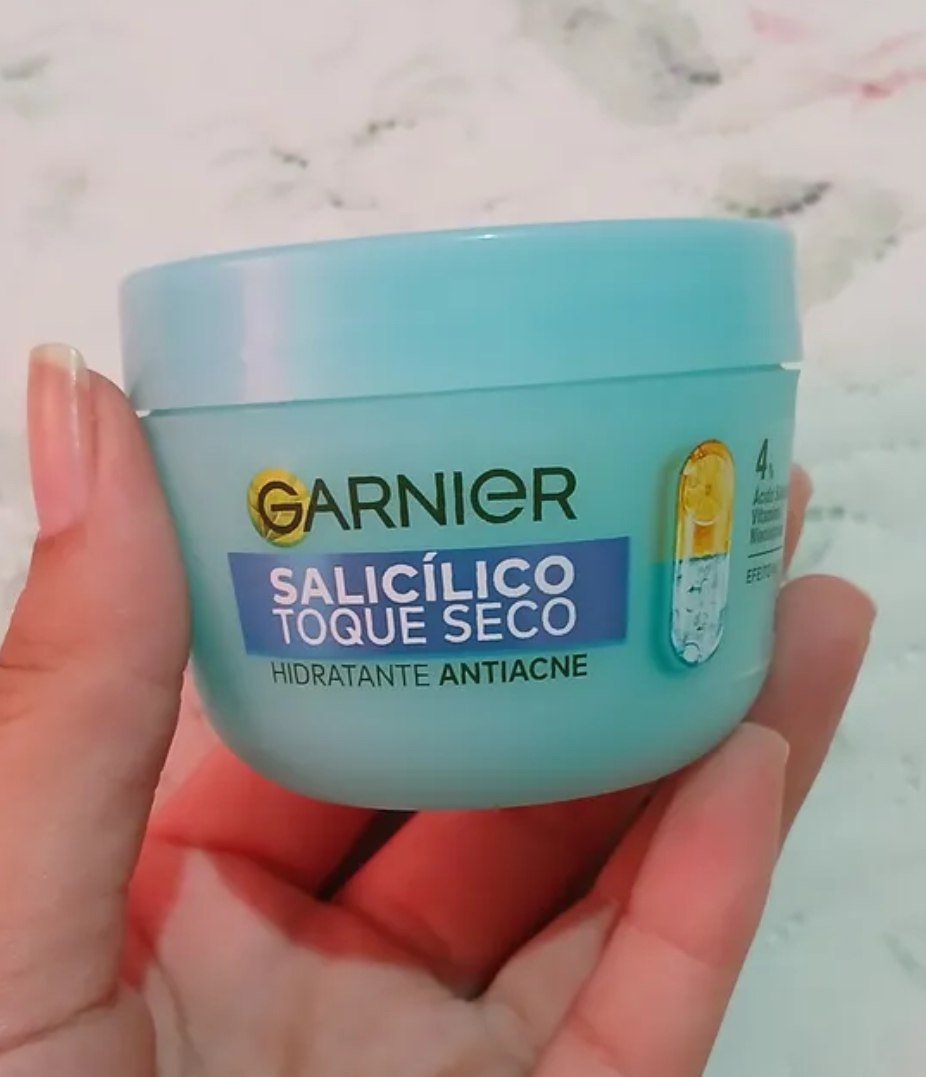 GARNIER
SALICÍLICO
TOQUE SECO
HIDRATANTE ANTIACNE
4%